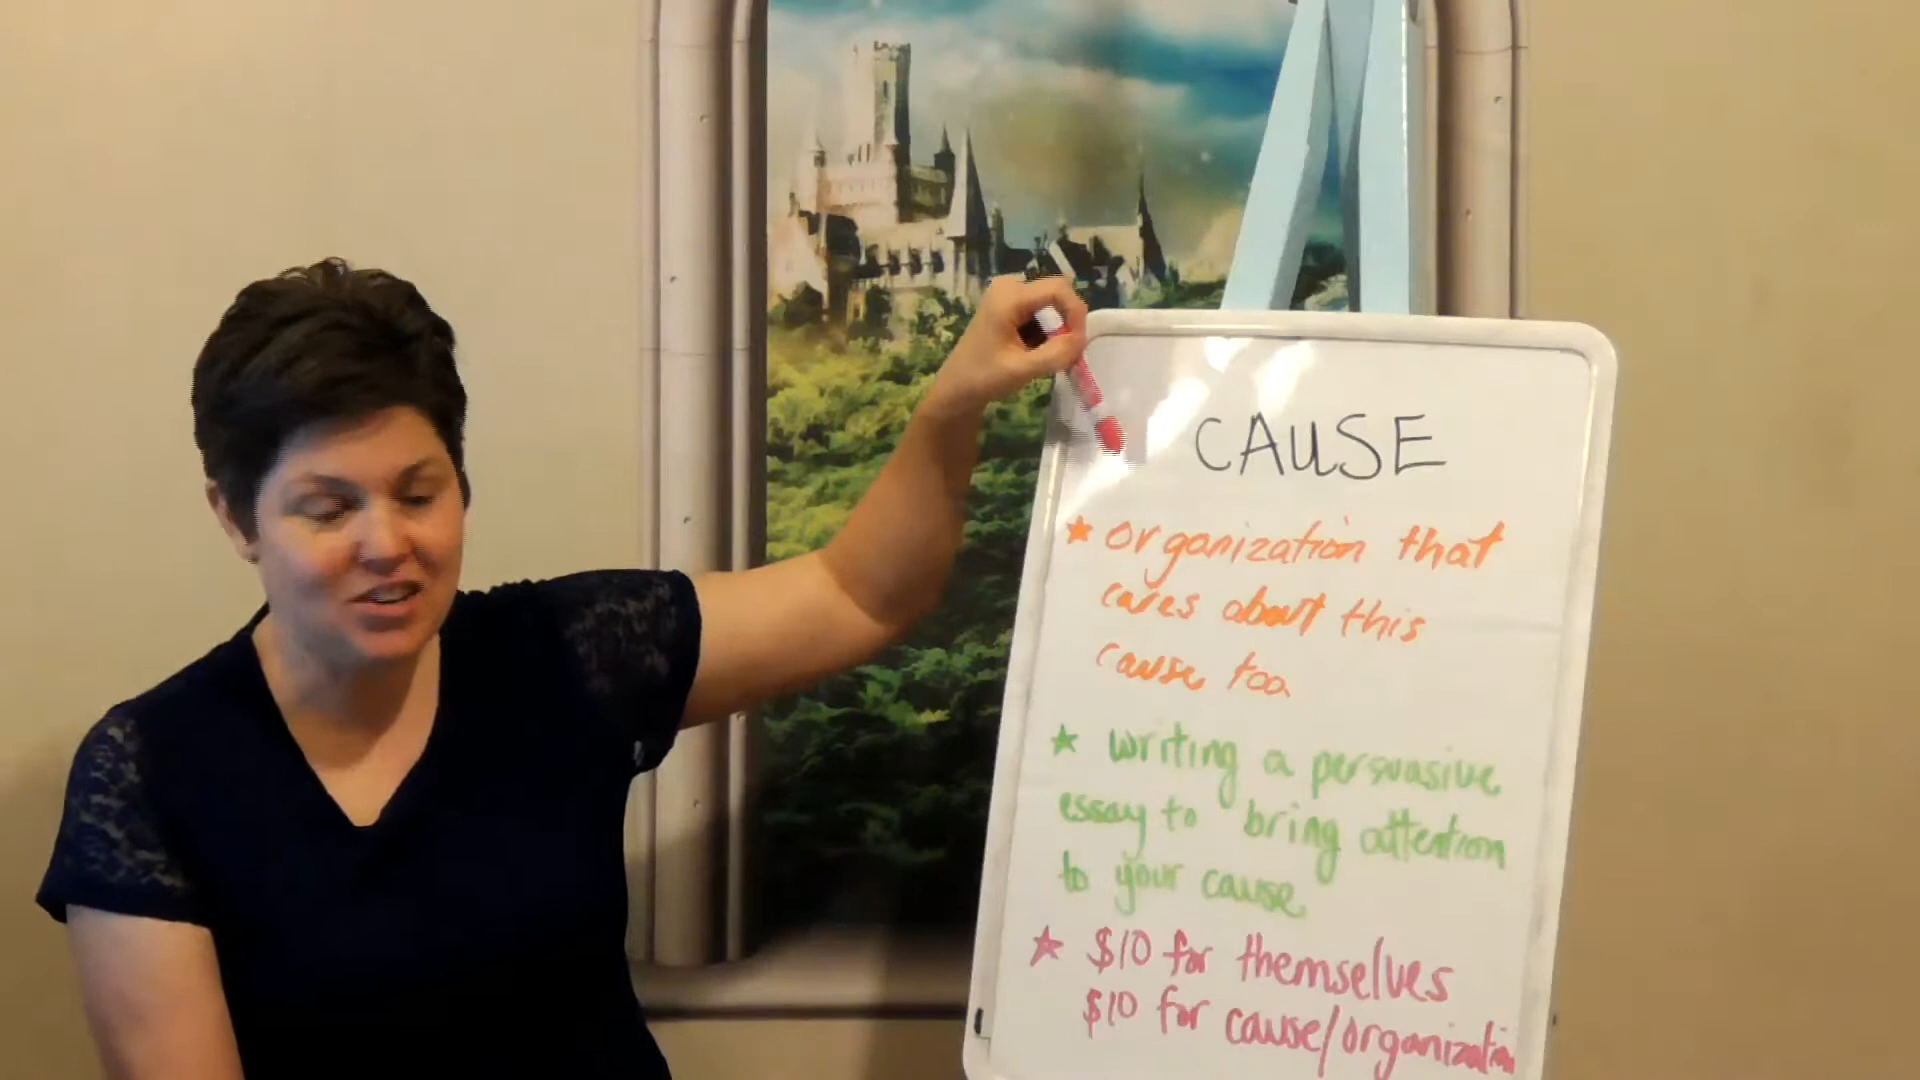 CAUSE
★ organization that
cares about this
cause too
★ writing a persuasive
essay to bring attention
to your cause
★ $10 for themselves
$10 for cause/organization